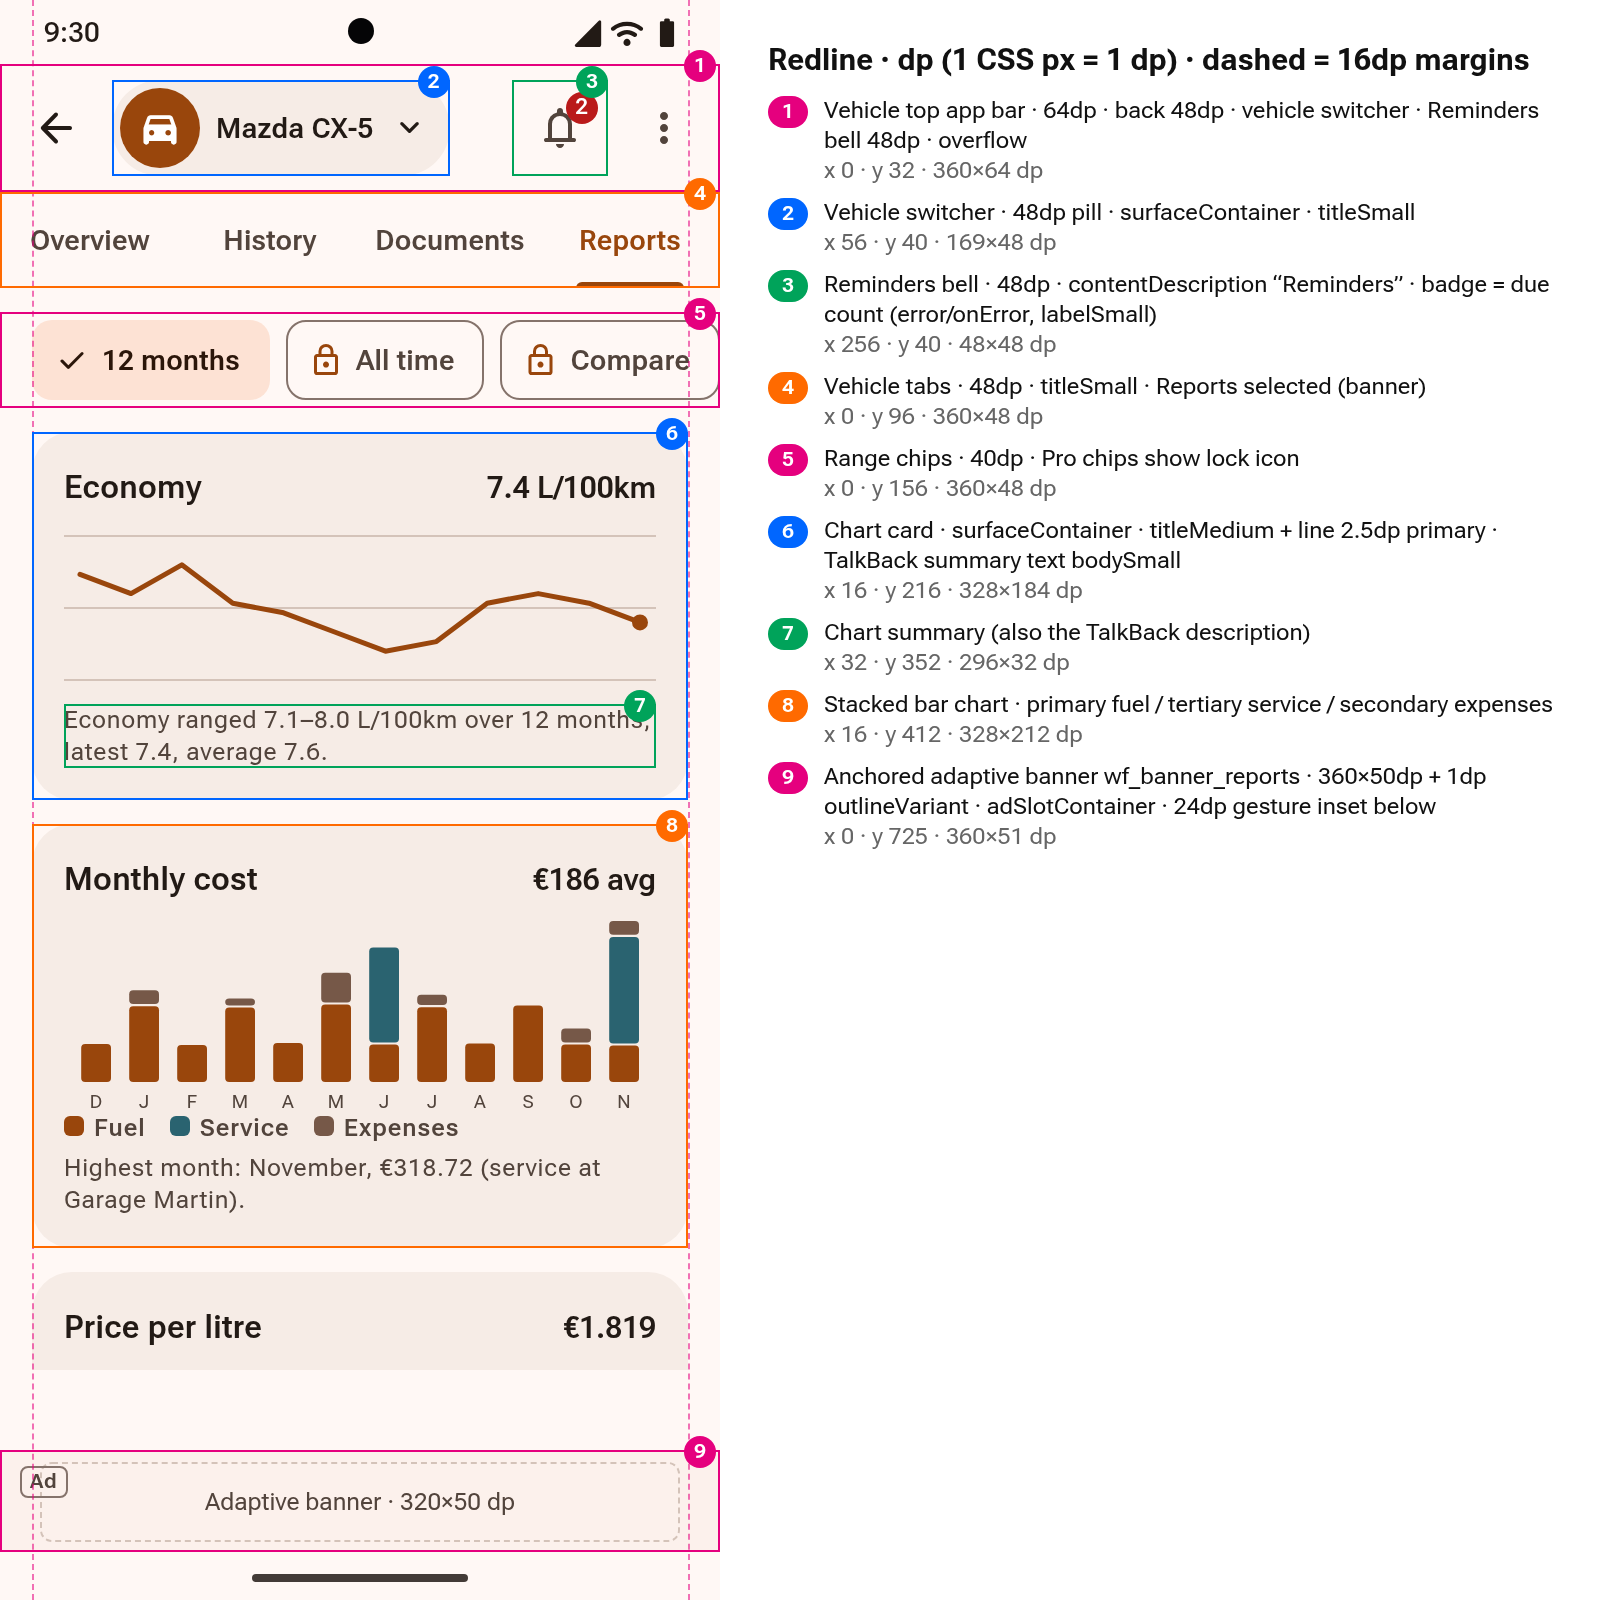 9:30
1
2
3
2
Mazda CX-5
4
Overview History Documents Reports
5
12 months All time Compare
6
Economy 7.4 L/100km
7
Economy ranged 7.1–8.0 L/100km over 12 months,
latest 7.4, average 7.6.
8
Monthly cost €186 avg
D J F M A M J J A S O N
Fuel Service Expenses
Highest month: November, €318.72 (service at
Garage Martin).
Price per litre €1.819
9
Ad
Adaptive banner · 320×50 dp
Redline · dp (1 CSS px = 1 dp) · dashed = 16dp margins
1 Vehicle top app bar · 64dp · back 48dp · vehicle switcher · Reminders
bell 48dp · overflow
x 0 · y 32 · 360×64 dp
2 Vehicle switcher · 48dp pill · surfaceContainer · titleSmall
x 56 · y 40 · 169×48 dp
3 Reminders bell · 48dp · contentDescription “Reminders” · badge = due
count (error/onError, labelSmall)
x 256 · y 40 · 48×48 dp
4 Vehicle tabs · 48dp · titleSmall · Reports selected (banner)
x 0 · y 96 · 360×48 dp
5 Range chips · 40dp · Pro chips show lock icon
x 0 · y 156 · 360×48 dp
6 Chart card · surfaceContainer · titleMedium + line 2.5dp primary ·
TalkBack summary text bodySmall
x 16 · y 216 · 328×184 dp
7 Chart summary (also the TalkBack description)
x 32 · y 352 · 296×32 dp
8 Stacked bar chart · primary fuel / tertiary service / secondary expenses
x 16 · y 412 · 328×212 dp
9 Anchored adaptive banner wf_banner_reports · 360×50dp + 1dp
outlineVariant · adSlotContainer · 24dp gesture inset below
x 0 · y 725 · 360×51 dp